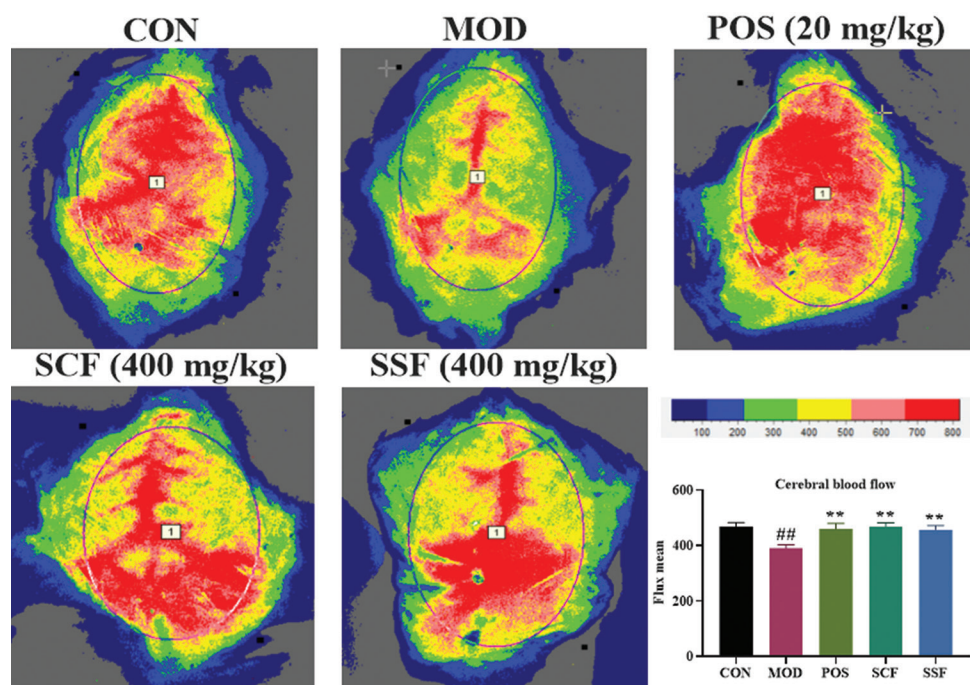 CON MOD POS (20 mg/kg)
1 1 1
SCF (400 mg/kg) SSF (400 mg/kg)
1 1
100 200 300 400 500 600 700 800
Cerebral blood flow
Flux mean
600
400
200
0
## ** ** **
CON MOD POS SCF SSF